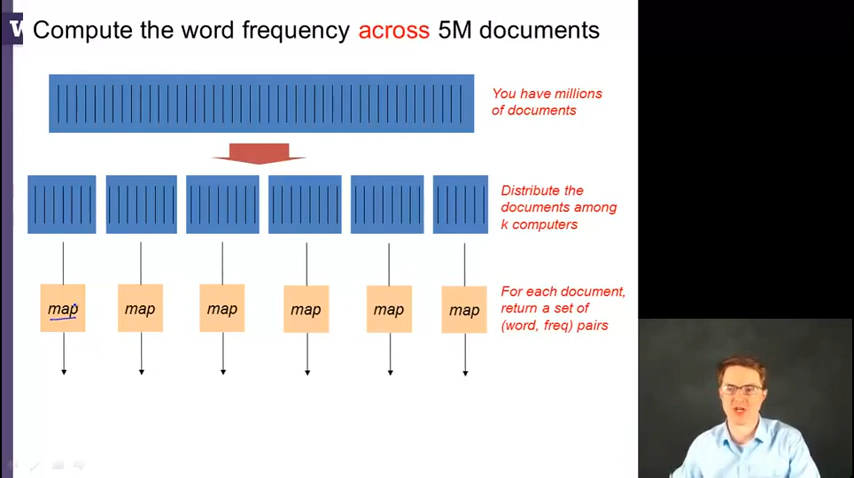 W
Compute the word frequency across 5M documents
You have millions
of documents
Distribute the
documents among
k computers
map map map map map map
For each document,
return a set of
(word, freq) pairs